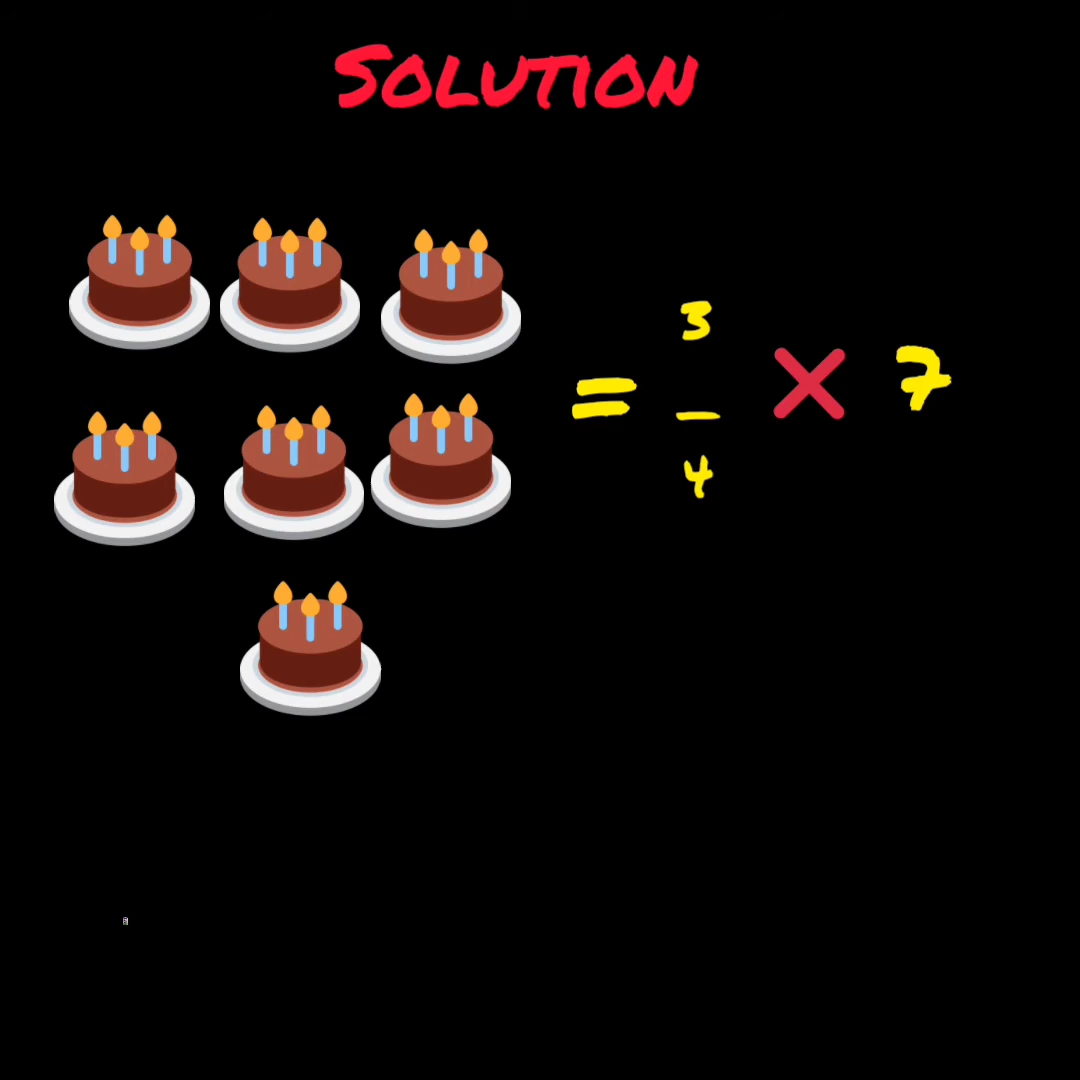 SOLUTION
= 3/4 × 7